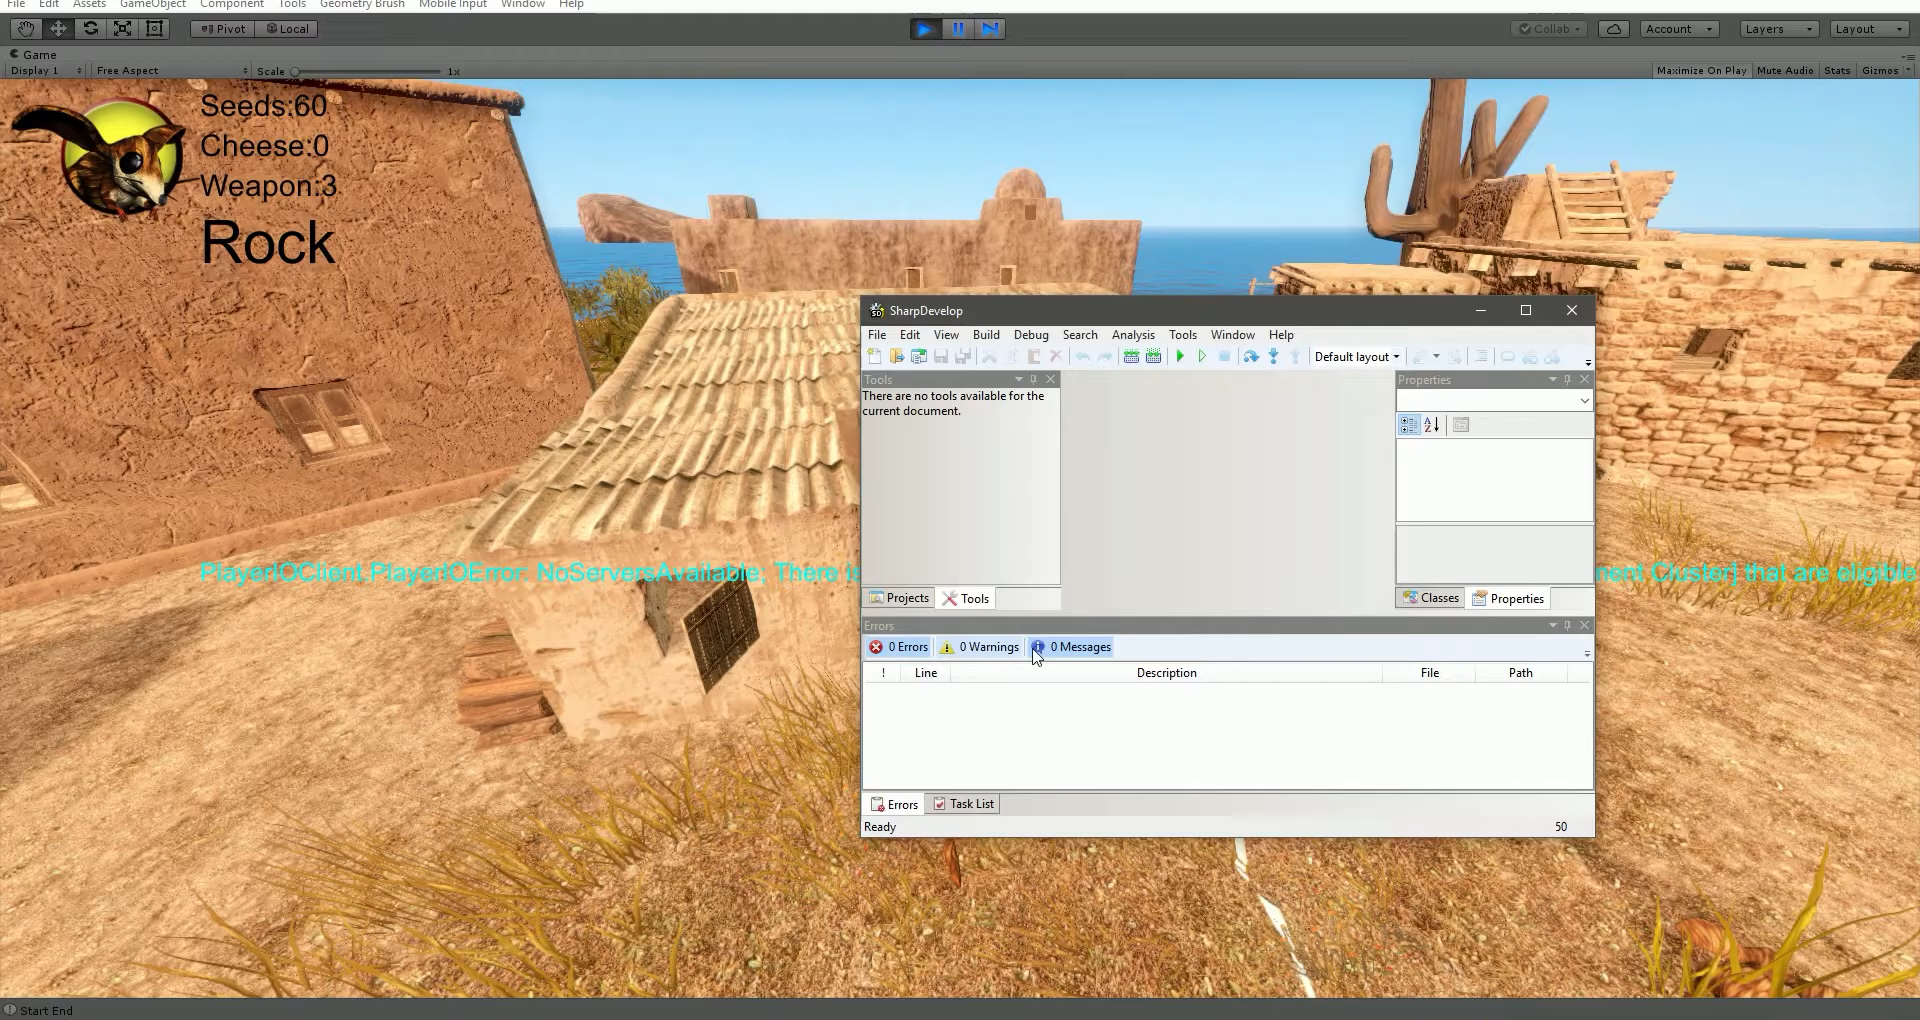 File Edit Assets GameObject Component Tools Geometry Brush Mobile Input Window Help
Pivot Local Collab Account Layers Layout
Game
Display 1 Free Aspect Scale 1x Maximize On Play Mute Audio Stats Gizmos
Seeds:60
Cheese:0
Weapon:3
Rock
SharpDevelop
File Edit View Build Debug Search Analysis Tools Window Help
Default layout
Tools
There are no tools available for the
current document.
Properties
PlayerIOClient.PlayerIOError: NoServersAvailable; There is
Cluster] that are eligible
Projects Tools
Classes Properties
Errors
0 Errors 0 Warnings 0 Messages
! Line Description File Path
Errors Task List
Ready 50
Start End